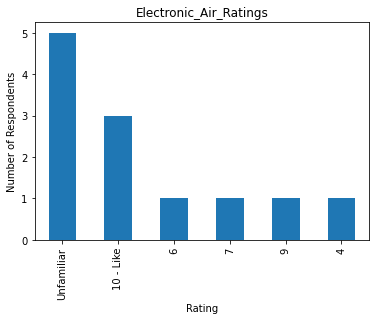 Electronic_Air_Ratings
Number of Respondents
5
4
3
2
1
0
Unfamiliar
10 - Like
6
7
9
4
Rating